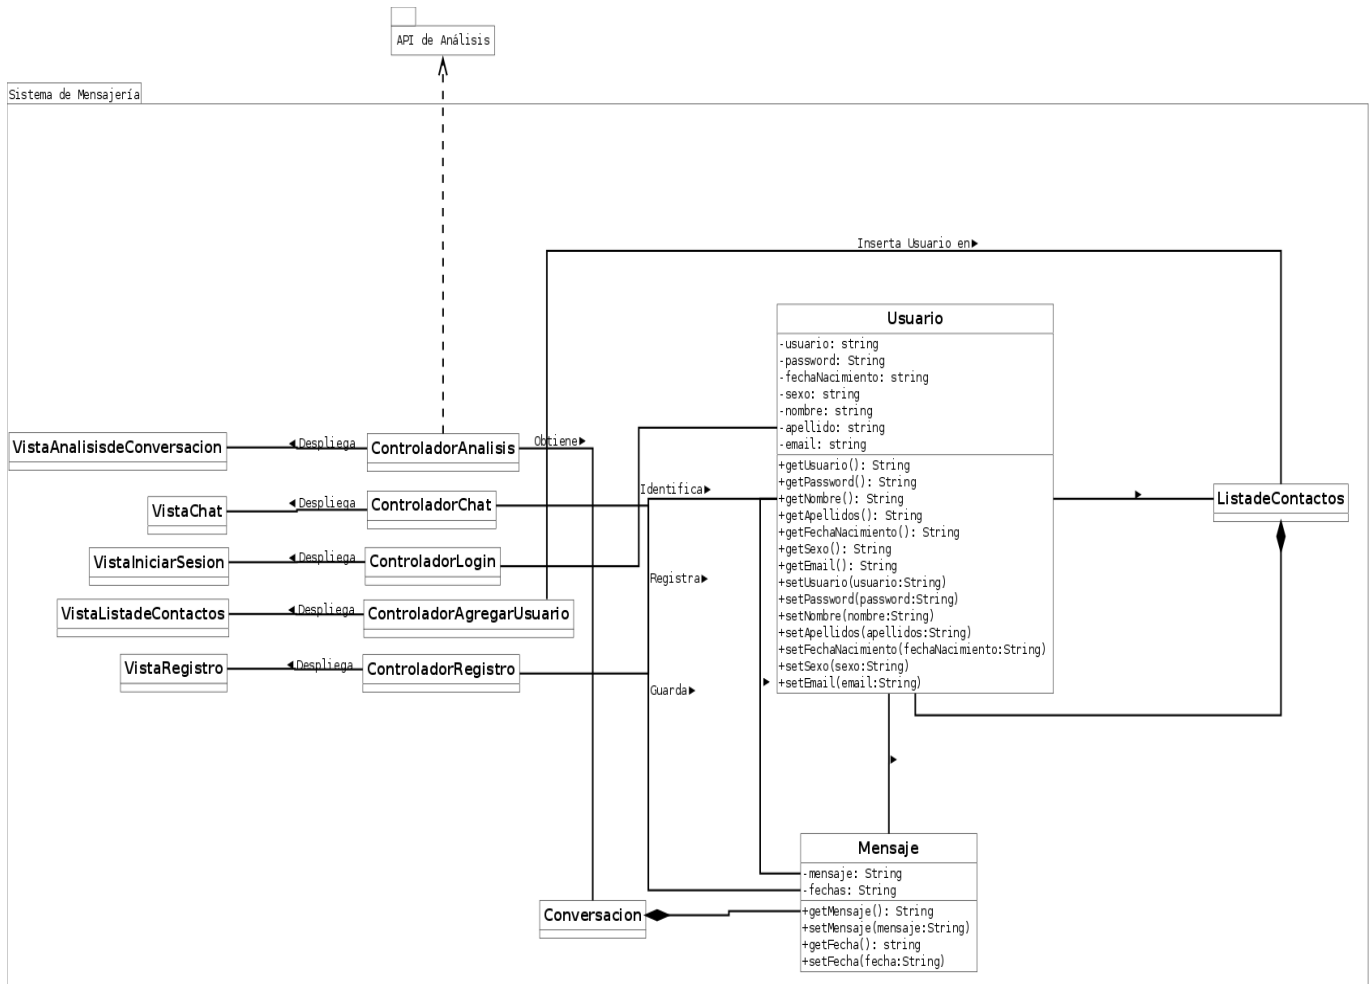 API de Análisis
Sistema de Mensajería
Inserta Usuario en
Usuario
-usuario: string
-password: String
-fechaNacimiento: string
-sexo: string
-nombre: string
-apellido: string
-email: string
+getUsuario(): String
+getPassword(): String
+getNombre(): String
+getApellidos(): String
+getFechaNacimiento(): String
+getSexo(): String
+getEmail(): String
+setUsuario(usuario:String)
+setPassword(password:String)
+setNombre(nombre:String)
+setApellidos(apellidos:String)
+setFechaNacimiento(fechaNacimiento:String)
+setSexo(sexo:String)
+setEmail(email:String)
VistaAnalisisdeConversacion
Despliega
ControladorAnalisis
Obtiene
VistaChat
Despliega
ControladorChat
Identifica
ListadeContactos
VistaIniciarSesion
Despliega
ControladorLogin
Registra
VistaListadeContactos
Despliega
ControladorAgregarUsuario
VistaRegistro
Despliega
ControladorRegistro
Guarda
Mensaje
-mensaje: String
-fechas: String
+getMensaje(): String
+setMensaje(mensaje:String)
+getFecha(): string
+setFecha(fecha:String)
Conversacion